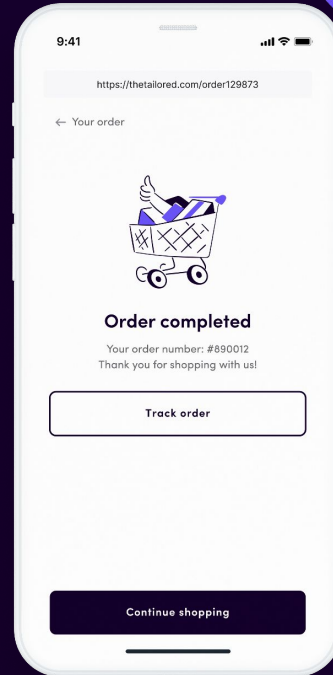 9:41
https://thetailored.com/order129873
← Your order
Order completed
Your order number: #890012
Thank you for shopping with us!
Track order
Continue shopping